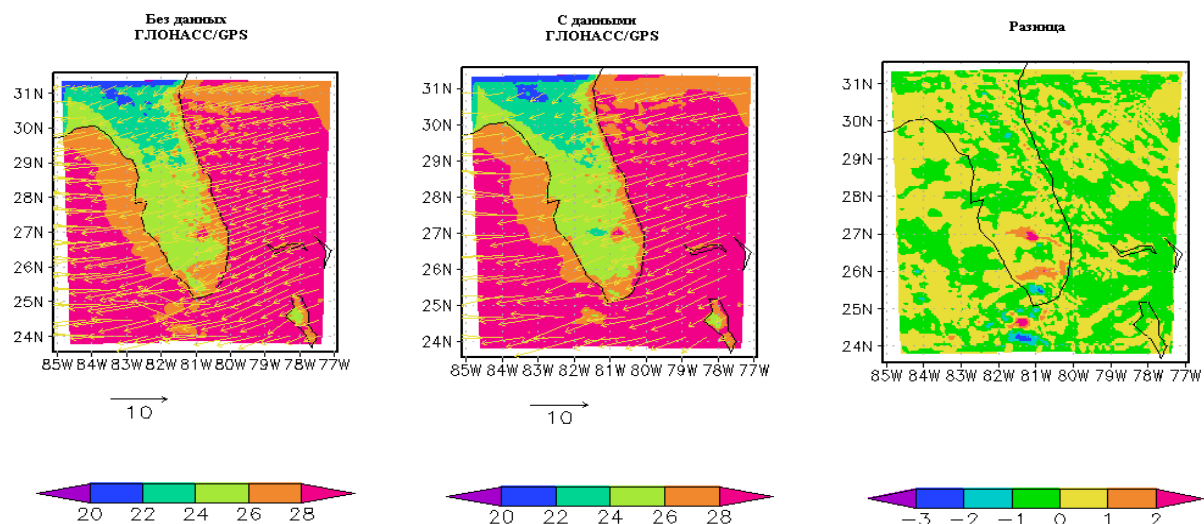 Без данных
ГЛОНАСС/GPS
С данными
ГЛОНАСС/GPS
Разница
31N
30N
29N
28N
27N
26N
25N
24N
85W 84W 83W 82W 81W 80W 79W 78W 77W
10
20 22 24 26 28
31N
30N
29N
28N
27N
26N
25N
24N
85W 84W 83W 82W 81W 80W 79W 78W 77W
10
20 22 24 26 28
31N
30N
29N
28N
27N
26N
25N
24N
85W 84W 83W 82W 81W 80W 79W 78W 77W
-3 -2 -1 0 1 2